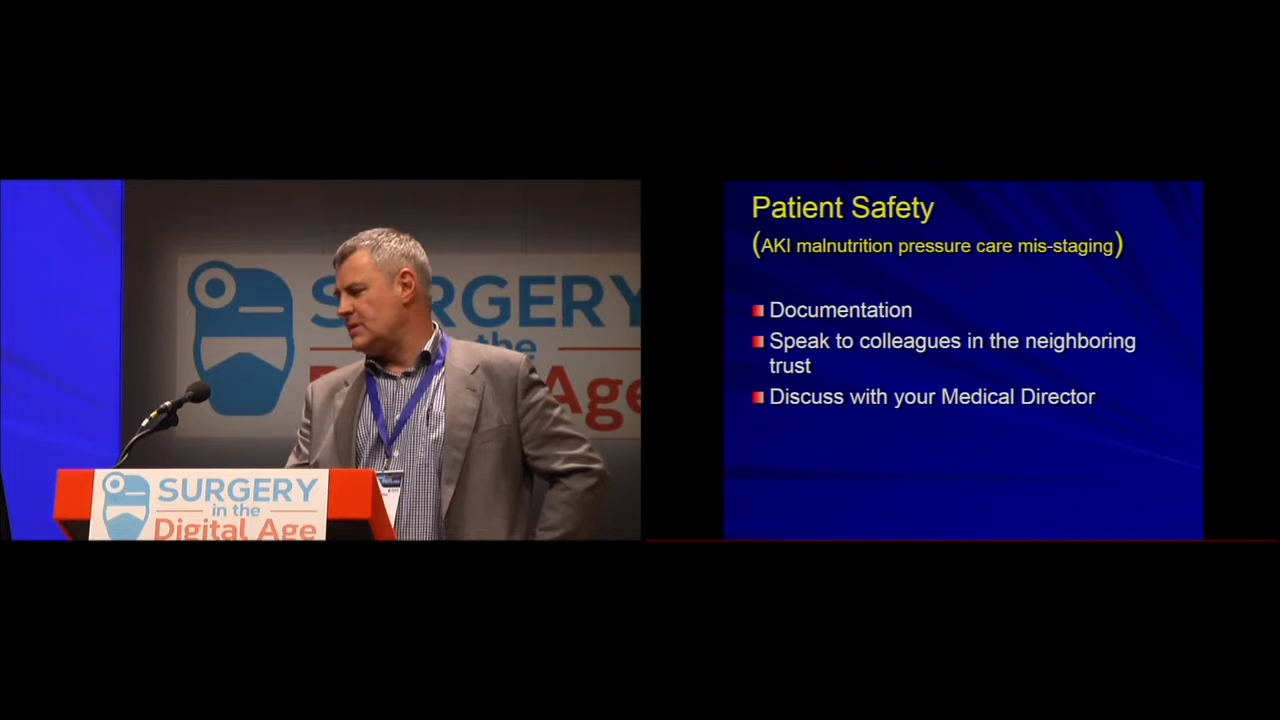 SURGERY
in the
Digital Age
Patient Safety
(AKI malnutrition pressure care mis-staging)
Documentation
Speak to colleagues in the neighboring
trust
Discuss with your Medical Director
SURGERY
the
D Age